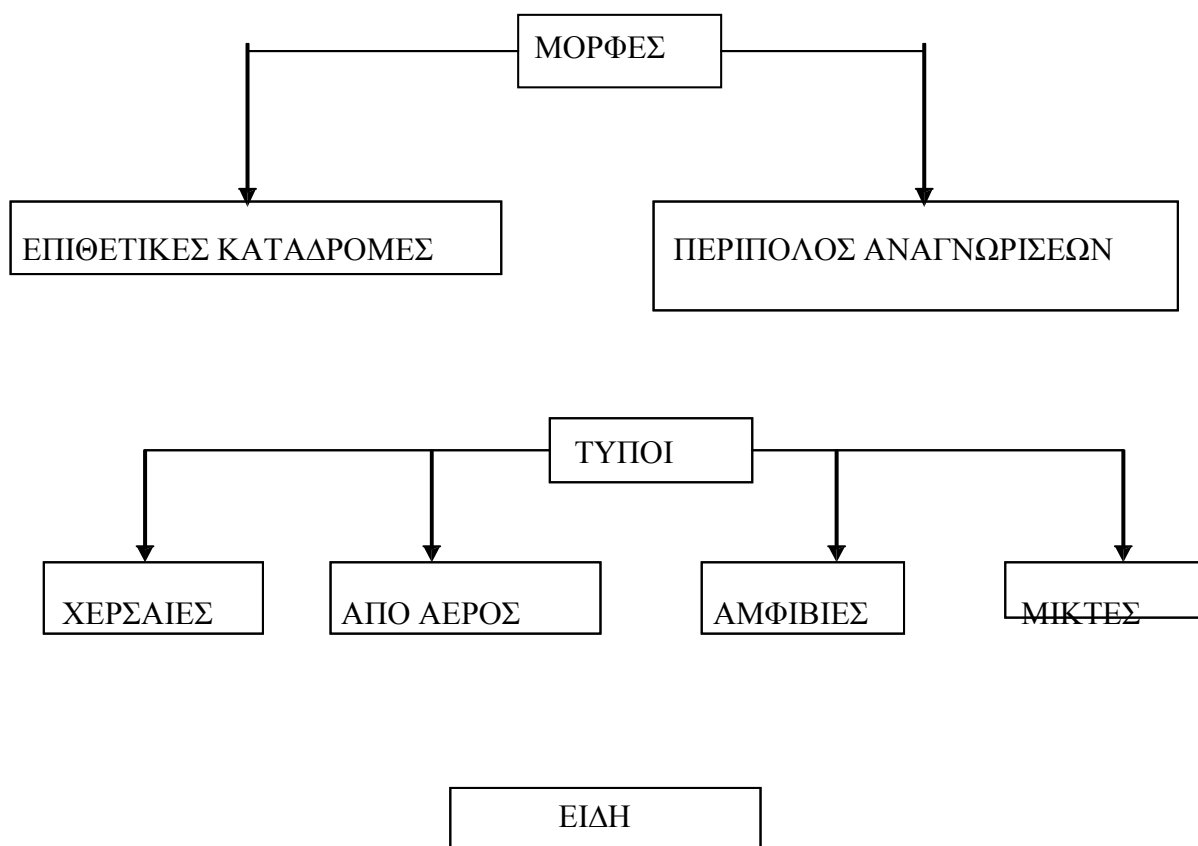 ΜΟΡΦΕΣ
ΕΠΙΘΕΤΙΚΕΣ ΚΑΤΑΔΡΟΜΕΣ
ΠΕΡΙΠΟΛΟΣ ΑΝΑΓΝΩΡΙΣΕΩΝ
ΤΥΠΟΙ
ΧΕΡΣΑΙΕΣ
ΑΠΟ ΑΕΡΟΣ
ΑΜΦΙΒΙΕΣ
ΜΙΚΤΕΣ
ΕΙΔΗ